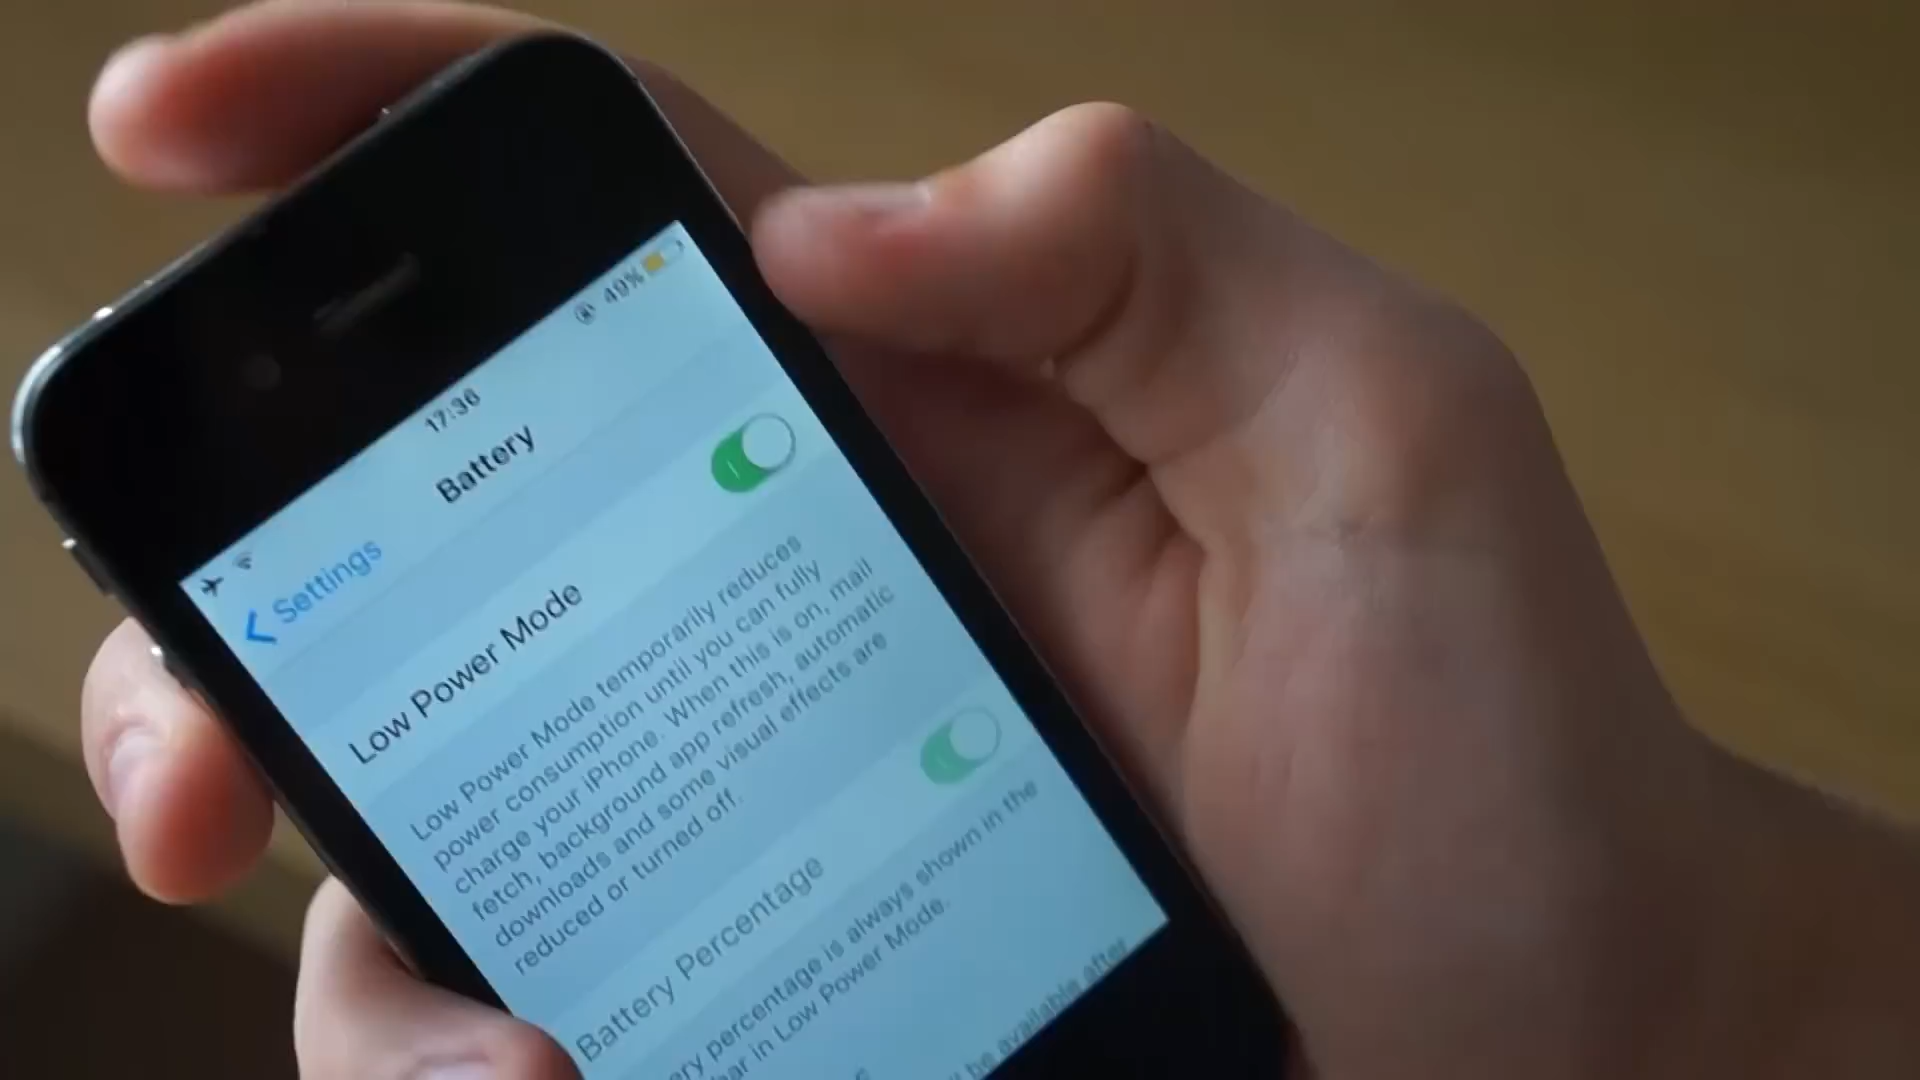 17:36
49%
Settings
Battery
Low Power Mode
Low Power Mode temporarily reduces
power consumption until you can fully
charge your iPhone. When this is on, mail
fetch, background app refresh, automatic
downloads and some visual effects are
reduced or turned off.
Battery Percentage
percentage is always shown in the
in Low Power Mode.
be available after